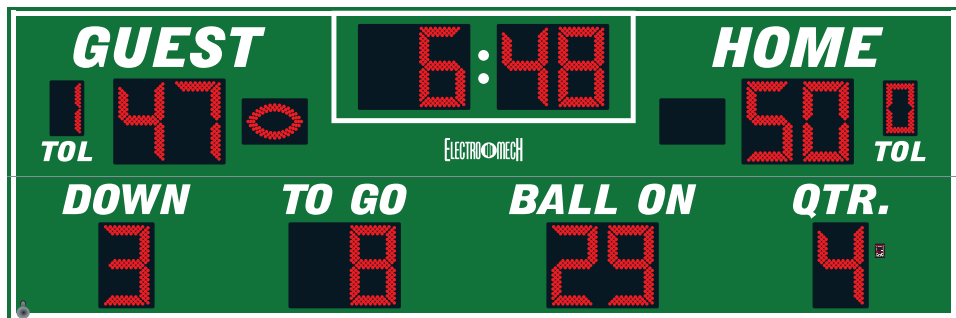 GUEST 6:48 HOME
1 47 50 0
TOL ELECTRO-MECH TOL
DOWN TO GO BALL ON QTR.
3 8 29 4